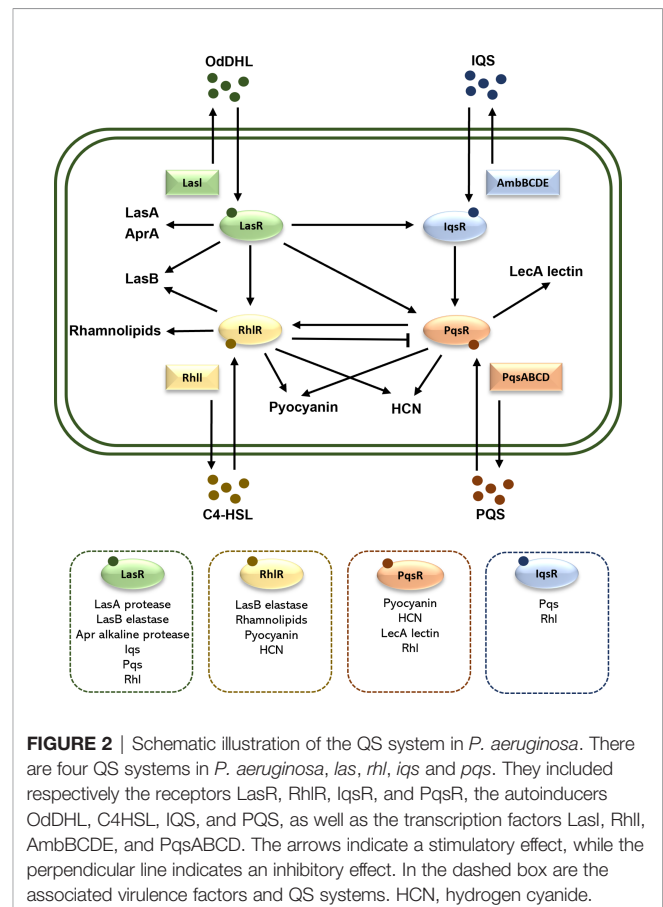 OdDHL
IQS
LasI
AmbBCDE
LasA
AprA
LasR
IqsR
LasB
LecA lectin
Rhamnolipids
RhlR
PqsR
RhlI
PqsABCD
Pyocyanin
HCN
C4-HSL
PQS
LasR
LasA protease
LasB elastase
Apr alkaline protease
Iqs
Pqs
Rhl
RhlR
LasB elastase
Rhamnolipids
Pyocyanin
HCN
PqsR
Pyocyanin
HCN
LecA lectin
Rhl
IqsR
Pqs
Rhl
FIGURE 2 | Schematic illustration of the QS system in P. aeruginosa. There
are four QS systems in P. aeruginosa, las, rhl, iqs and pqs. They included
respectively the receptors LasR, RhlR, IqsR, and PqsR, the autoinducers
OdDHL, C4HSL, IQS, and PQS, as well as the transcription factors LasI, RhlI,
AmbBCDE, and PqsABCD. The arrows indicate a stimulatory effect, while the
perpendicular line indicates an inhibitory effect. In the dashed box are the
associated virulence factors and QS systems. HCN, hydrogen cyanide.